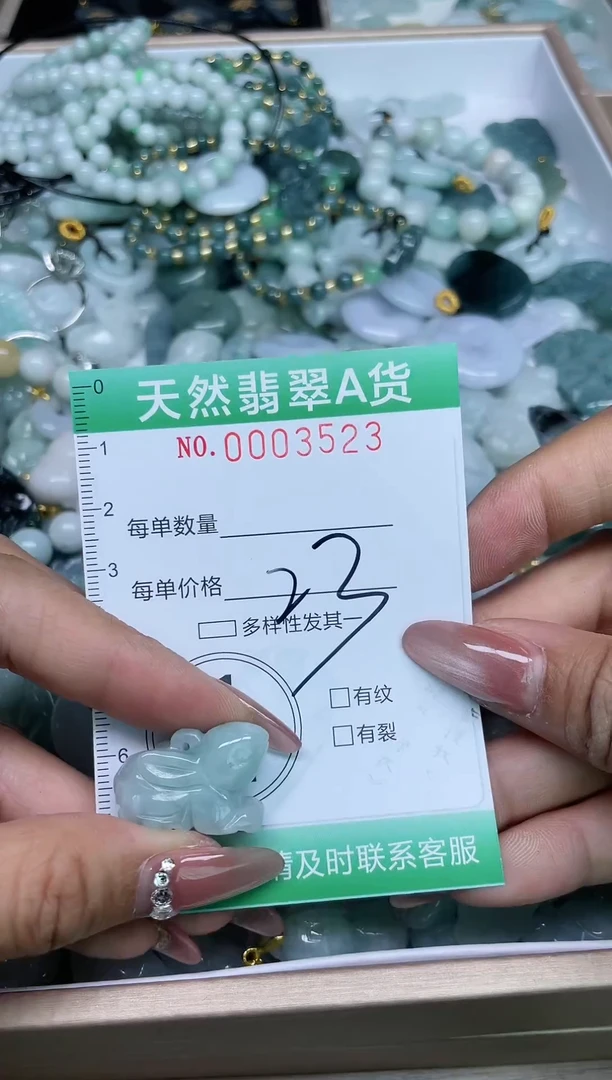 天然翡翠A货
NO.0003523
每单数量
每单价格 23
多样性发其一
有纹
有裂
0
1
2
3
6
请及时联系客服